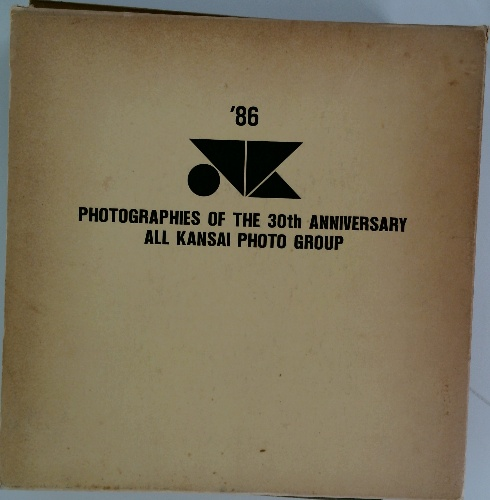 '86
PHOTOGRAPHIES OF THE 30th ANNIVERSARY
ALL KANSAI PHOTO GROUP